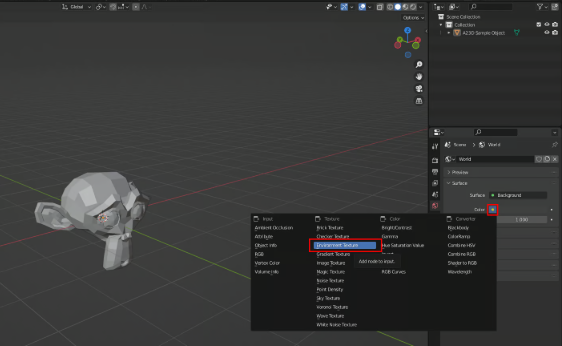 Global
Options
Scene Collection
Collection
A23D Sample Object
Scene > World
World
Preview
Surface
Surface
Background
Color
1.000
Input
Texture
Color
Converter
Ambient Occlusion
Attribute
Object Info
RGB
Vertex Color
Volume Info
Brick Texture
Checker Texture
Environment Texture
Gradient Texture
Image Texture
Magic Texture
Noise Texture
Point Density
Sky Texture
Voronoi Texture
Wave Texture
White Noise Texture
Bright/Contrast
Gamma
Hue Saturation Value
RGB Curves
Add node to input.
Blackbody
ColorRamp
Combine HSV
Combine RGB
Shader to RGB
Wavelength